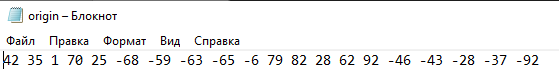 origin – Блокнот
Файл Правка Формат Вид Справка
42 35 1 70 25 -68 -59 -63 -65 -6 79 82 28 62 92 -46 -43 -28 -37 -92